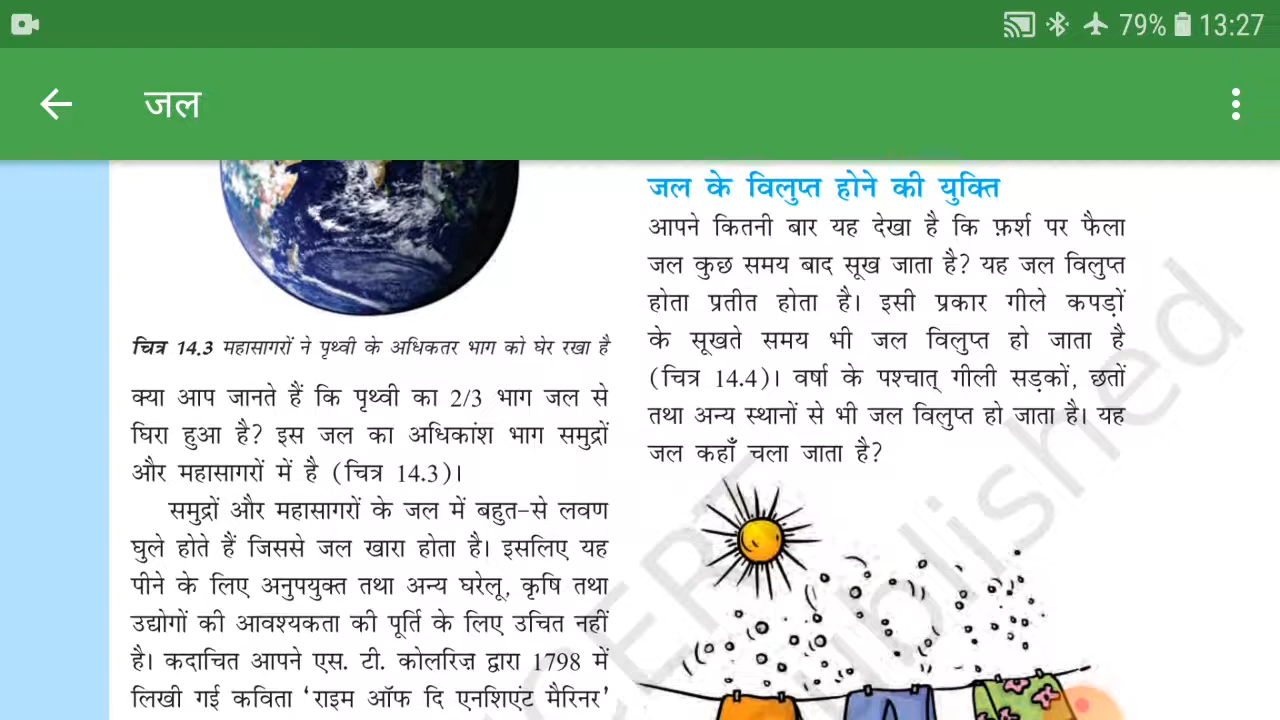 79% 13:27
जल
चित्र 14.3 महासागरों ने पृथ्वी के अधिकतर भाग को घेर रखा है
क्या आप जानते हैं कि पृथ्वी का 2/3 भाग जल से
घिरा हुआ है? इस जल का अधिकांश भाग समुद्रों
और महासागरों में है (चित्र 14.3)।
समुद्रों और महासागरों के जल में बहुत-से लवण
घुले होते हैं जिससे जल खारा होता है। इसलिए यह
पीने के लिए अनुपयुक्त तथा अन्य घरेलू, कृषि तथा
उद्योगों की आवश्यकता की पूर्ति के लिए उचित नहीं
है। कदाचित आपने एस. टी. कोलरिज़ द्वारा 1798 में
लिखी गई कविता ‘राइम ऑफ दि एनशिएंट मैरिनर’
जल के विलुप्त होने की युक्ति
आपने कितनी बार यह देखा है कि फ़र्श पर फैला
जल कुछ समय बाद सूख जाता है? यह जल विलुप्त
होता प्रतीत होता है। इसी प्रकार गीले कपड़ों
के सूखते समय भी जल विलुप्त हो जाता है
(चित्र 14.4)। वर्षा के पश्चात् गीली सड़कों, छतों
तथा अन्य स्थानों से भी जल विलुप्त हो जाता है। यह
जल कहाँ चला जाता है?